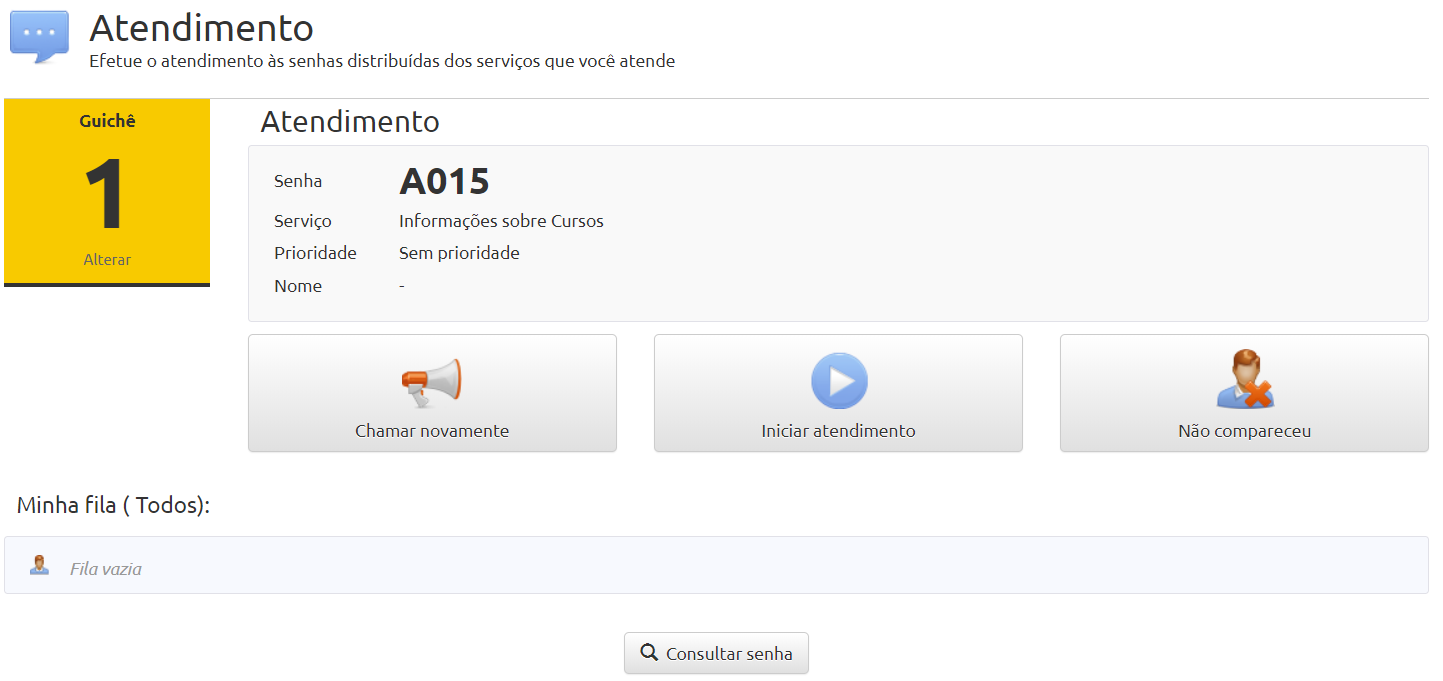 Atendimento
Efetue o atendimento às senhas distribuídas dos serviços que você atende
Guichê
1
Alterar
Atendimento
Senha A015
Serviço Informações sobre Cursos
Prioridade Sem prioridade
Nome -
Chamar novamente
Iniciar atendimento
Não compareceu
Minha fila ( Todos):
Fila vazia
Consultar senha